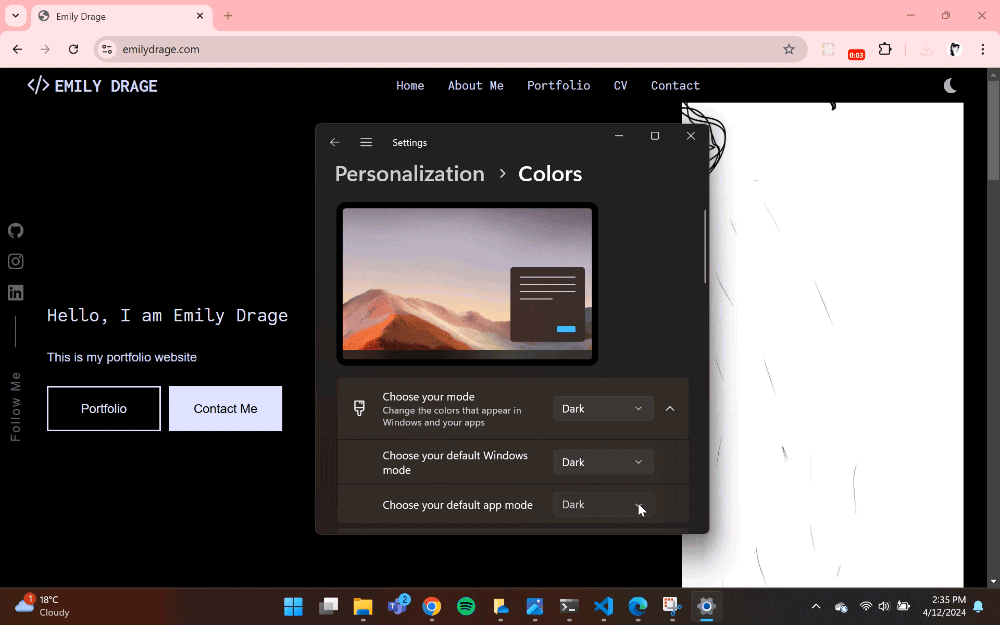 Emily Drage
emilydrage.com
0:03
</> EMILY DRAGE
Home About Me Portfolio CV Contact
Settings
Personalization > Colors
Follow Me
Hello, I am Emily Drage
This is my portfolio website
Portfolio
Contact Me
Choose your mode
Change the colors that appear in
Windows and your apps
Dark
Choose your default Windows
mode
Dark
Choose your default app mode
Dark
1
18°C
Cloudy
2
2:35 PM
4/12/2024